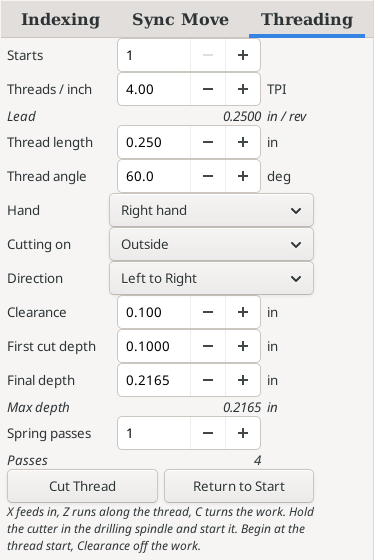 Indexing Sync Move Threading
Starts 1
Threads / inch 4.00 TPI
Lead 0.2500 in / rev
Thread length 0.250 in
Thread angle 60.0 deg
Hand Right hand
Cutting on Outside
Direction Left to Right
Clearance 0.100 in
First cut depth 0.1000 in
Final depth 0.2165 in
Max depth 0.2165 in
Spring passes 1
Passes 4
Cut Thread Return to Start
X feeds in, Z runs along the thread, C turns the work. Hold
the cutter in the drilling spindle and start it. Begin at the
thread start, Clearance off the work.